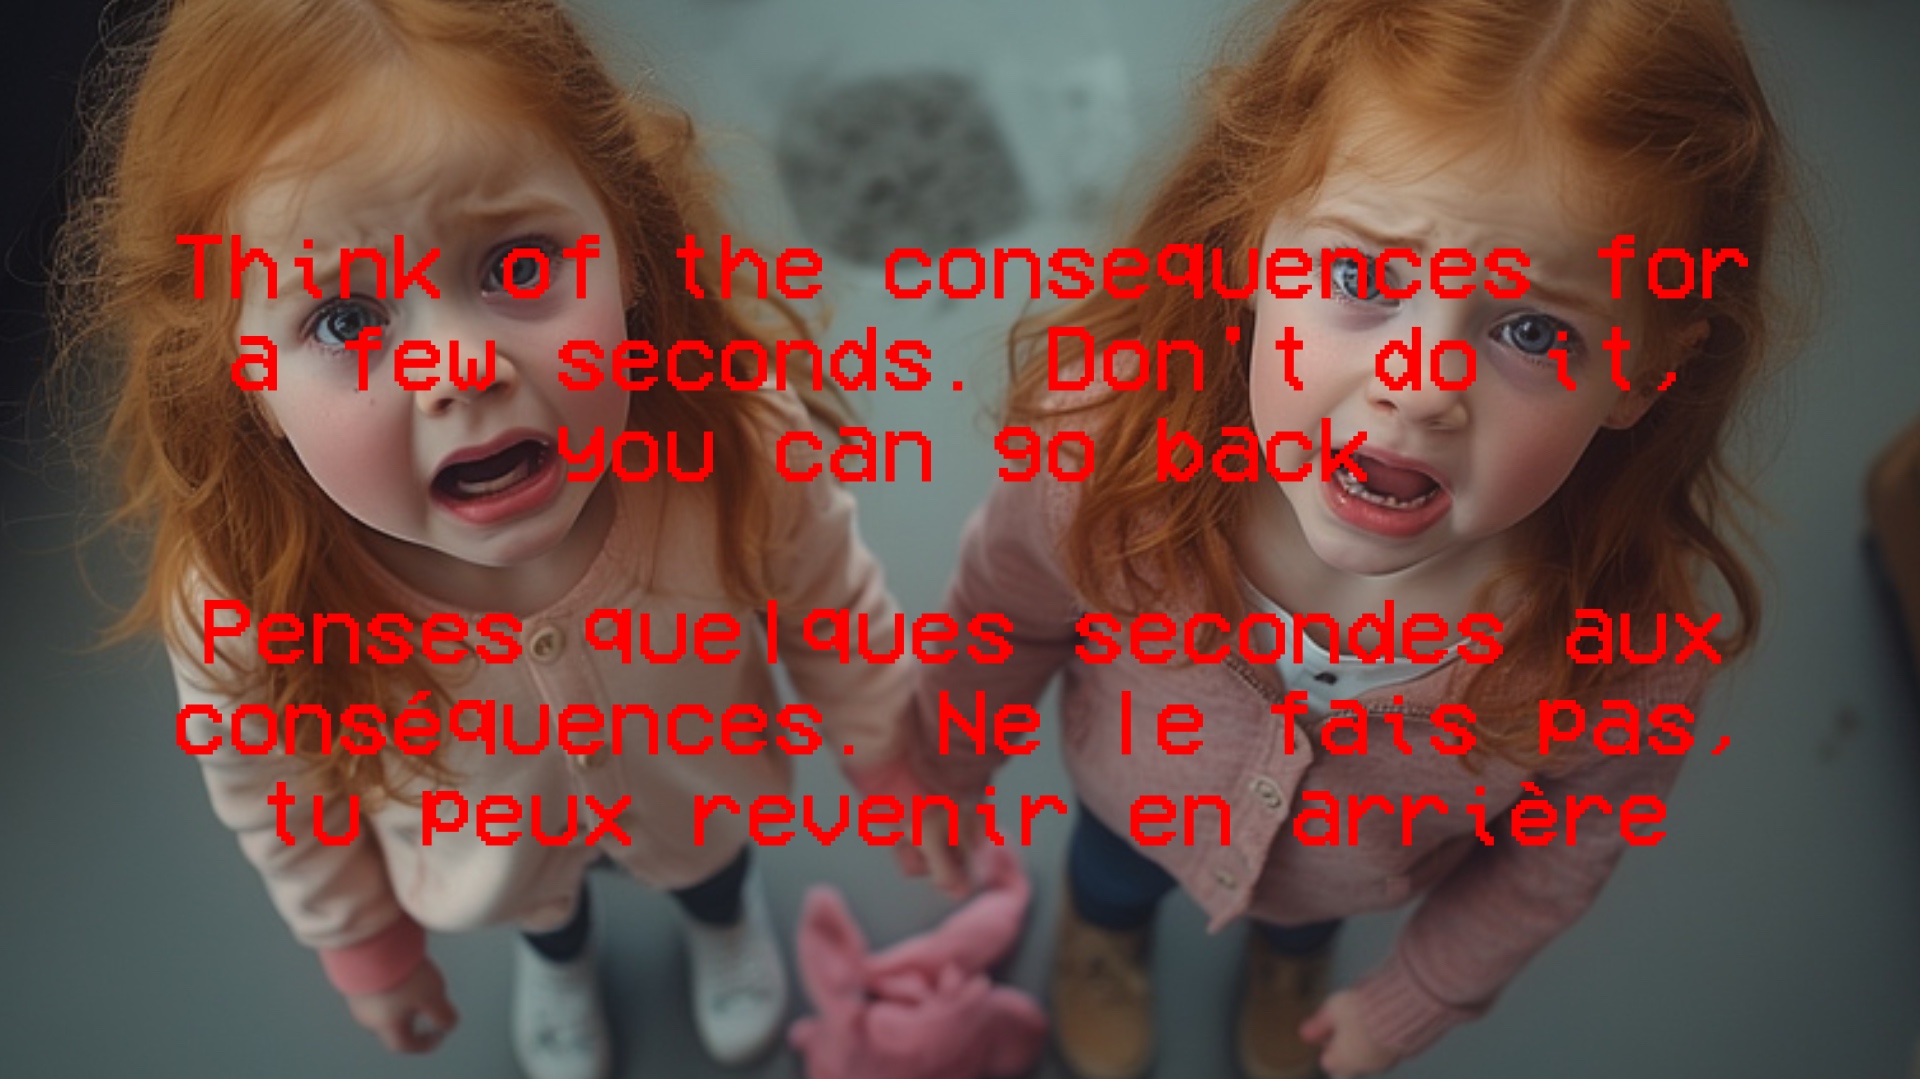 Think of the consequences for
a few seconds. Don't do it,
you can go back
Penses quelques secondes aux
conséquences. Ne le fais pas,
tu peux revenir en arrière